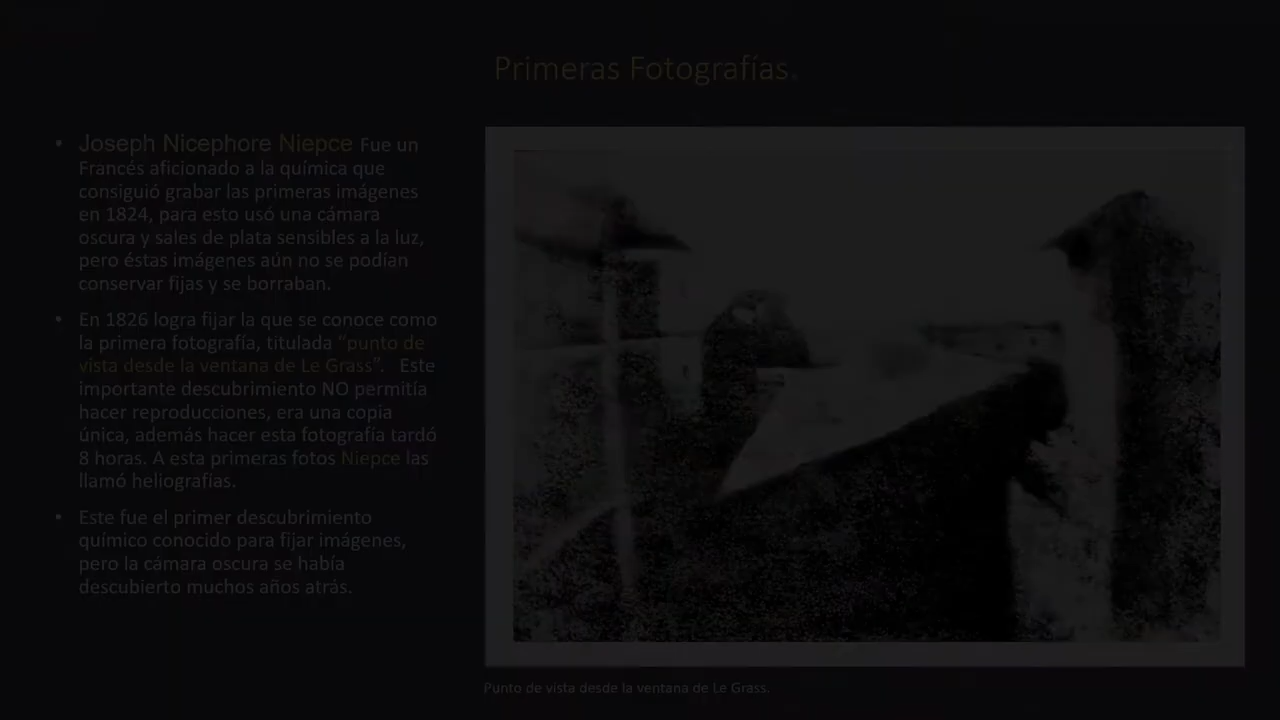 Primeras Fotografías.
• Joseph Nicephore Niepce Fue un
Francés aficionado a la química que
consiguió grabar las primeras imágenes
en 1824, para esto usó una cámara
oscura y sales de plata sensibles a la luz,
pero éstas imágenes aún no se podían
conservar fijas y se borraban.
• En 1826 logra fijar la que se conoce como
la primera fotografía, titulada “punto de
vista desde la ventana de Le Grass”. Este
importante descubrimiento NO permitía
hacer reproducciones, era una copia
única, además hacer esta fotografía tardó
8 horas. A esta primeras fotos Niepce las
llamó heliografías.
• Este fue el primer descubrimiento
químico conocido para fijar imágenes,
pero la cámara oscura se había
descubierto muchos años atrás.
Punto de vista desde la ventana de Le Grass.